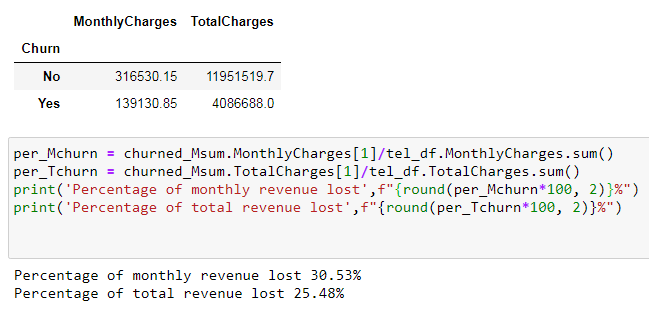 MonthlyCharges TotalCharges
Churn
No 316530.15 11951519.7
Yes 139130.85 4086688.0
per_Mchurn = churned_Msum.MonthlyCharges[1]/tel_df.MonthlyCharges.sum()
per_Tchurn = churned_Msum.TotalCharges[1]/tel_df.TotalCharges.sum()
print('Percentage of monthly revenue lost',f"{round(per_Mchurn*100, 2)}%")
print('Percentage of total revenue lost',f"{round(per_Tchurn*100, 2)}%")
Percentage of monthly revenue lost 30.53%
Percentage of total revenue lost 25.48%